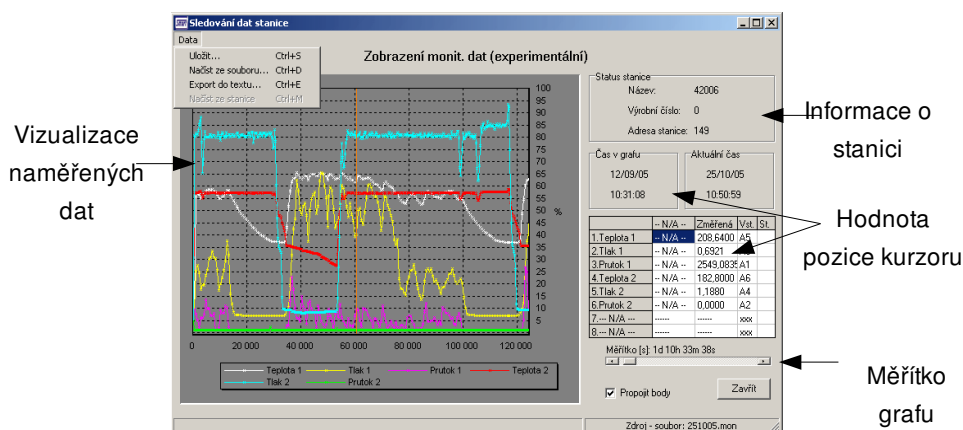 Sledování dat stanice
Data
Uložit... Ctrl+S
Načíst ze souboru... Ctrl+D
Export do textu... Ctrl+E
Načíst ze stanice Ctrl+M
Zobrazení monit. dat (experimentální)
Vizualizace
naměřených
dat
100
95
90
85
80
75
70
65
60
55
50
45
40
35
30
25
20
15
10
5
%
0 20 000 40 000 60 000 80 000 100 000 120 000
Teplota 1 Tlak 1 Prutok 1 Teplota 2
Tlak 2 Prutok 2
Status stanice
Název: 42006
Výrobní číslo: 0
Adresa stanice: 149
Informace o
stanici
Čas v grafu Aktuální čas
12/09/05 25/10/05
10:31:08 10:50:59
Hodnota
pozice kurzoru
-- N/A -- Změřená Vst. St.
1.Teplota 1 -- N/A -- 208,6400 A5
2.Tlak 1 -- N/A -- 0,6921
3.Prutok 1 -- N/A -- 2549,0835 A1
4.Teplota 2 -- N/A -- 182,8000 A6
5.Tlak 2 -- N/A -- 1,1880 A4
6.Prutok 2 -- N/A -- 0,0000 A2
7.--- N/A --- ------ ------ xxx
8.--- N/A --- ------ ------ xxx
Měřítko [s]: 1d 10h 33m 38s
Měřítko
grafu
Propojit body Zavřít
Zdroj - soubor: 251005.mon